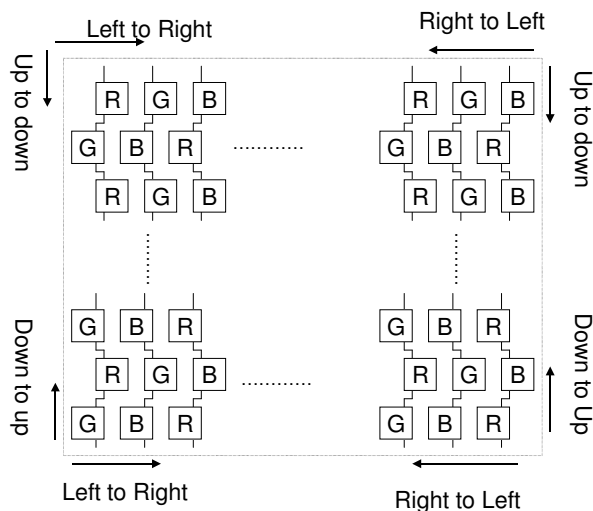 Left to Right
Right to Left
Up to down
Up to down
R G B R G B
G B R ............ G B R
R G B R G B
G B R G B R
R G B ............ R G B
G B R G B R
Down to up
Down to Up
Left to Right
Right to Left